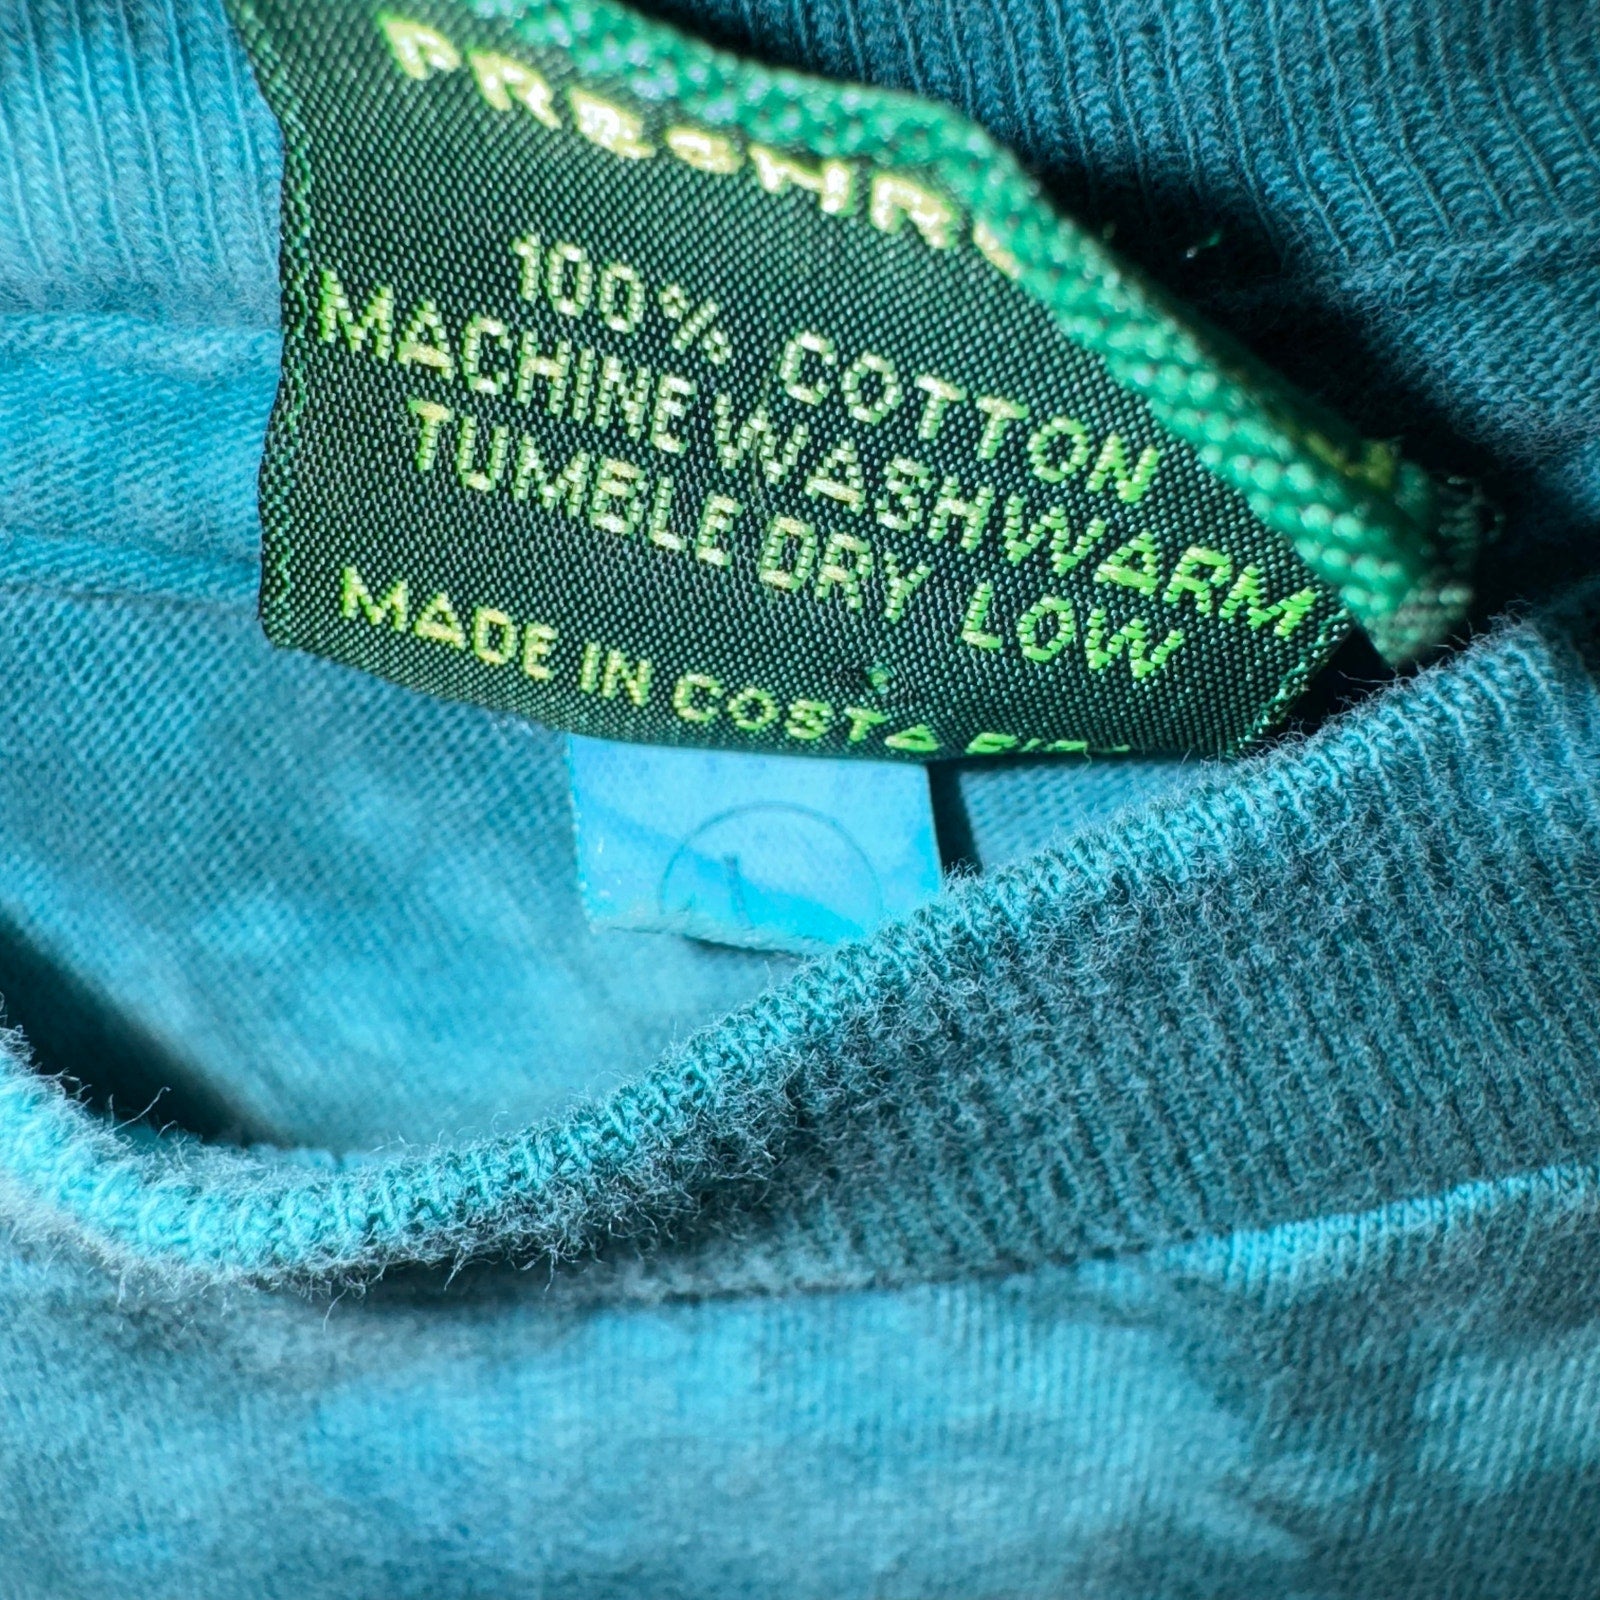 100% COTTON
MACHINE WASH WARM
TUMBLE DRY LOW
MADE IN COSTA